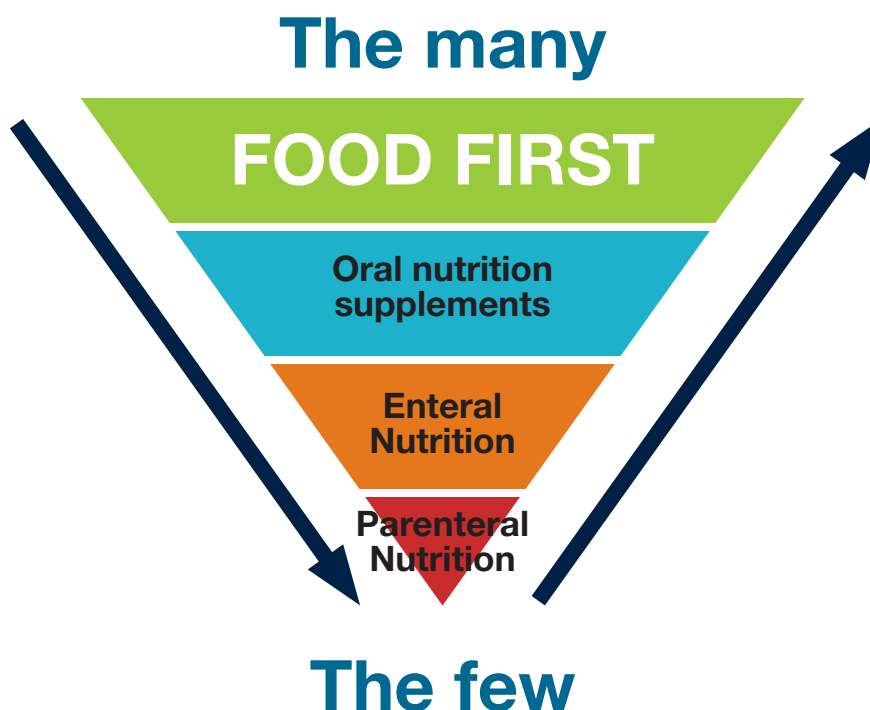 The many
FOOD FIRST
Oral nutrition
supplements
Enteral
Nutrition
Parenteral
Nutrition
The few